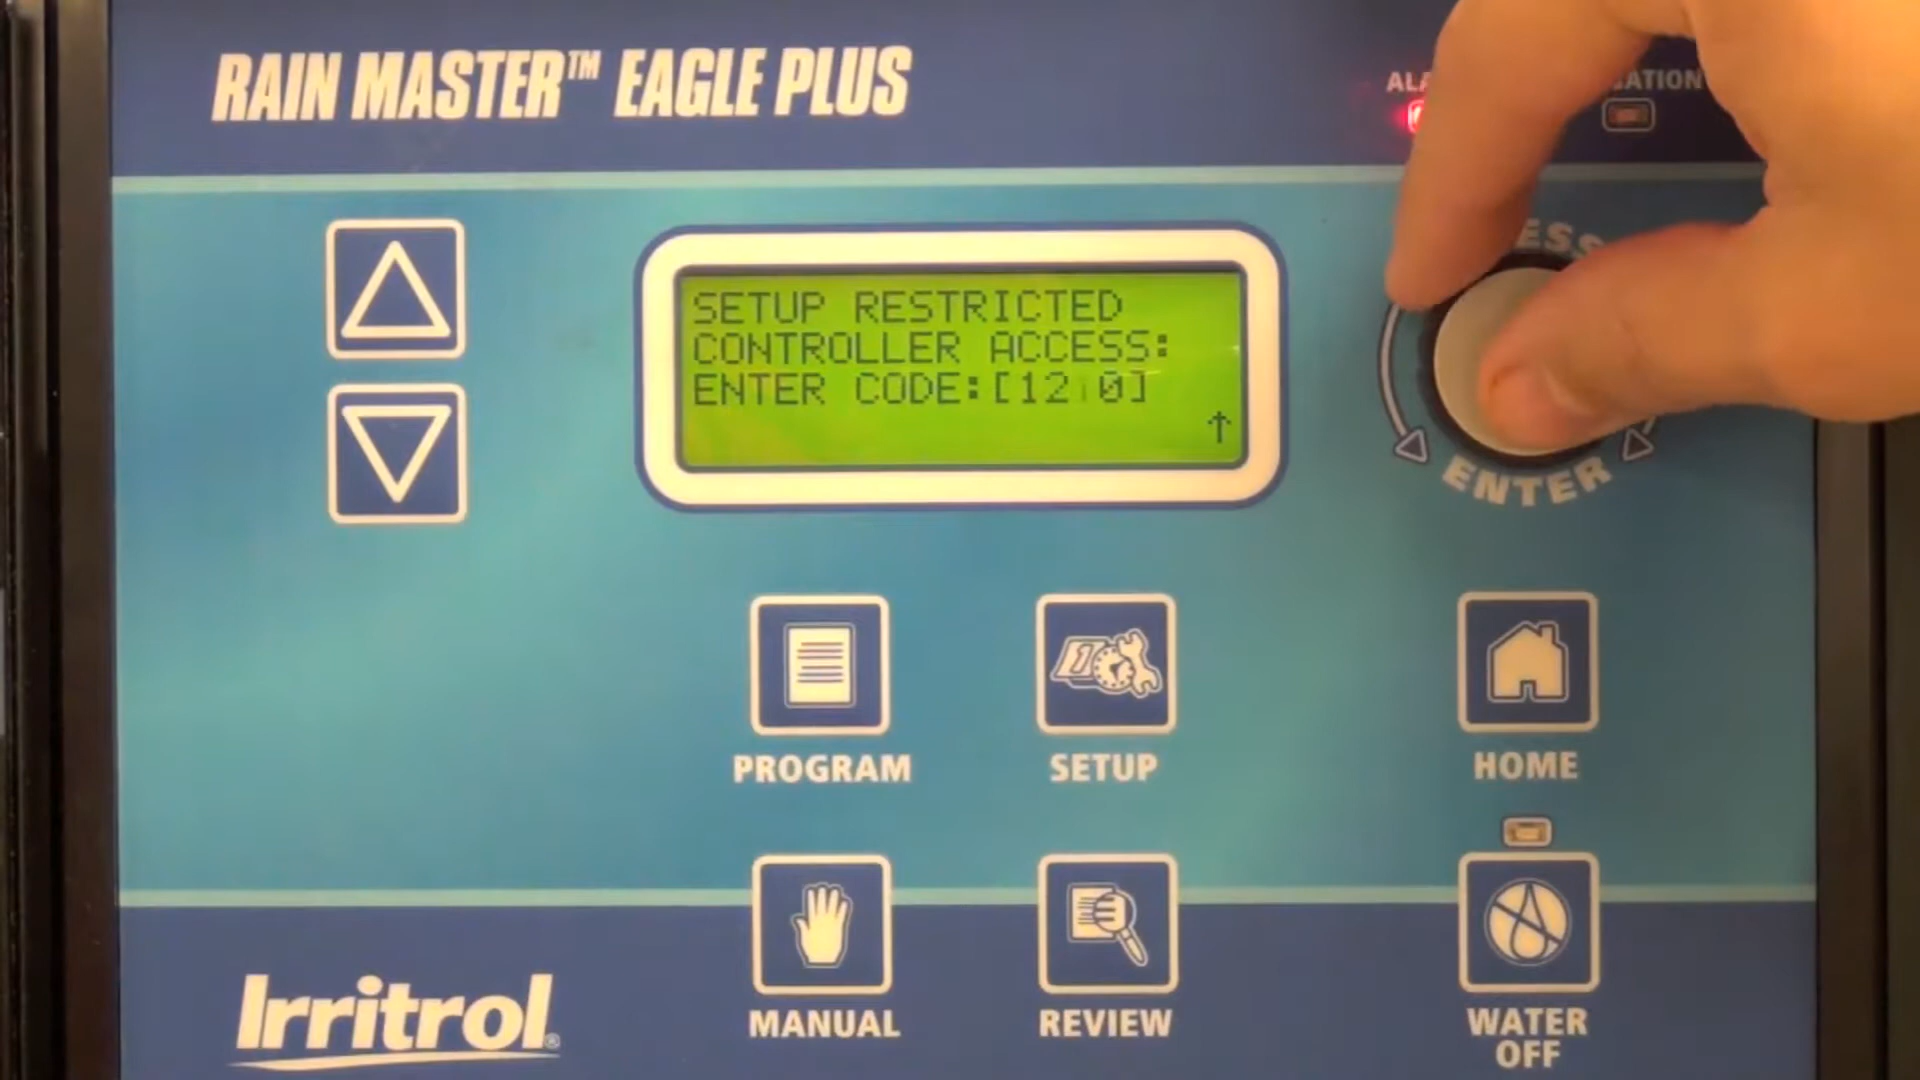 RAIN MASTER™ EAGLE PLUS
SETUP RESTRICTED
CONTROLLER ACCESS:
ENTER CODE:[12 0]
↑
ENTER
PROGRAM
SETUP
HOME
MANUAL
REVIEW
WATER
OFF
Irritrol®